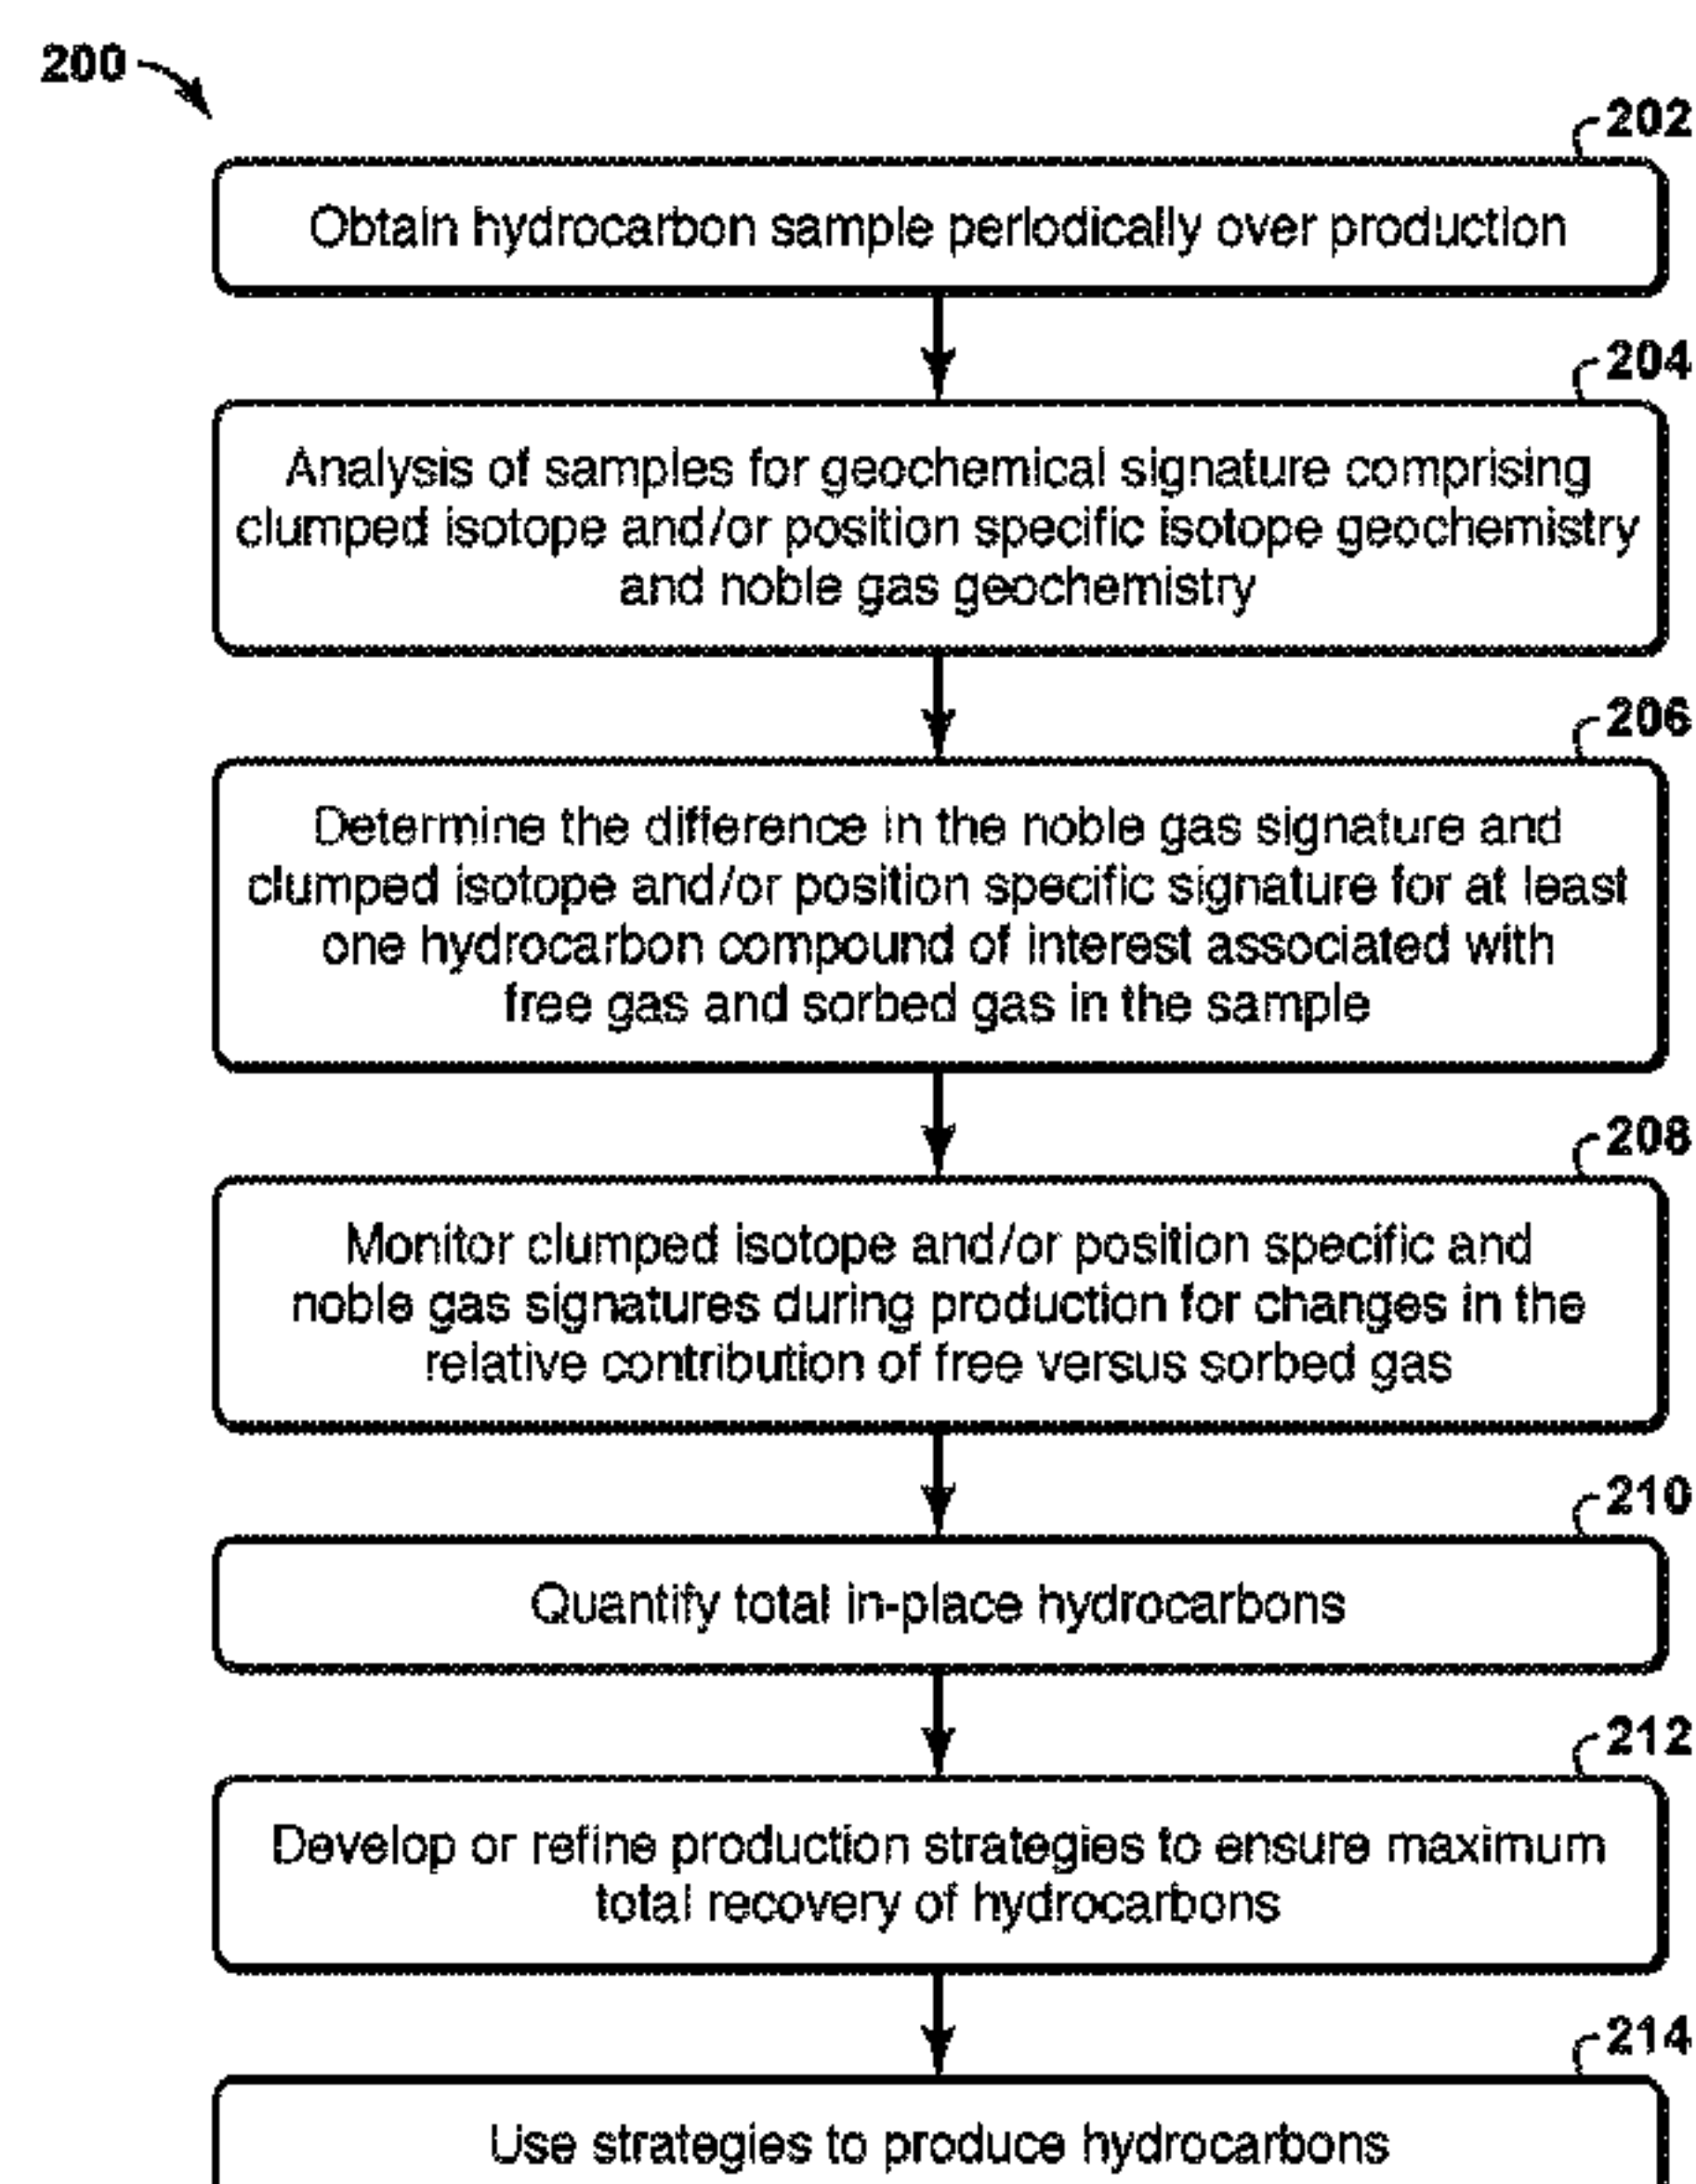 200
202
Obtain hydrocarbon sample periodically over production
204
Analysis of samples for geochemical signature comprising
clumped isotope and/or position specific isotope geochemistry
and noble gas geochemistry
206
Determine the difference in the noble gas signature and
clumped isotope and/or position specific signature for at least
one hydrocarbon compound of interest associated with
free gas and sorbed gas in the sample
208
Monitor clumped isotope and/or position specific and
noble gas signatures during production for changes in the
relative contribution of free versus sorbed gas
210
Quantify total in-place hydrocarbons
212
Develop or refine production strategies to ensure maximum
total recovery of hydrocarbons
214
Use strategies to produce hydrocarbons